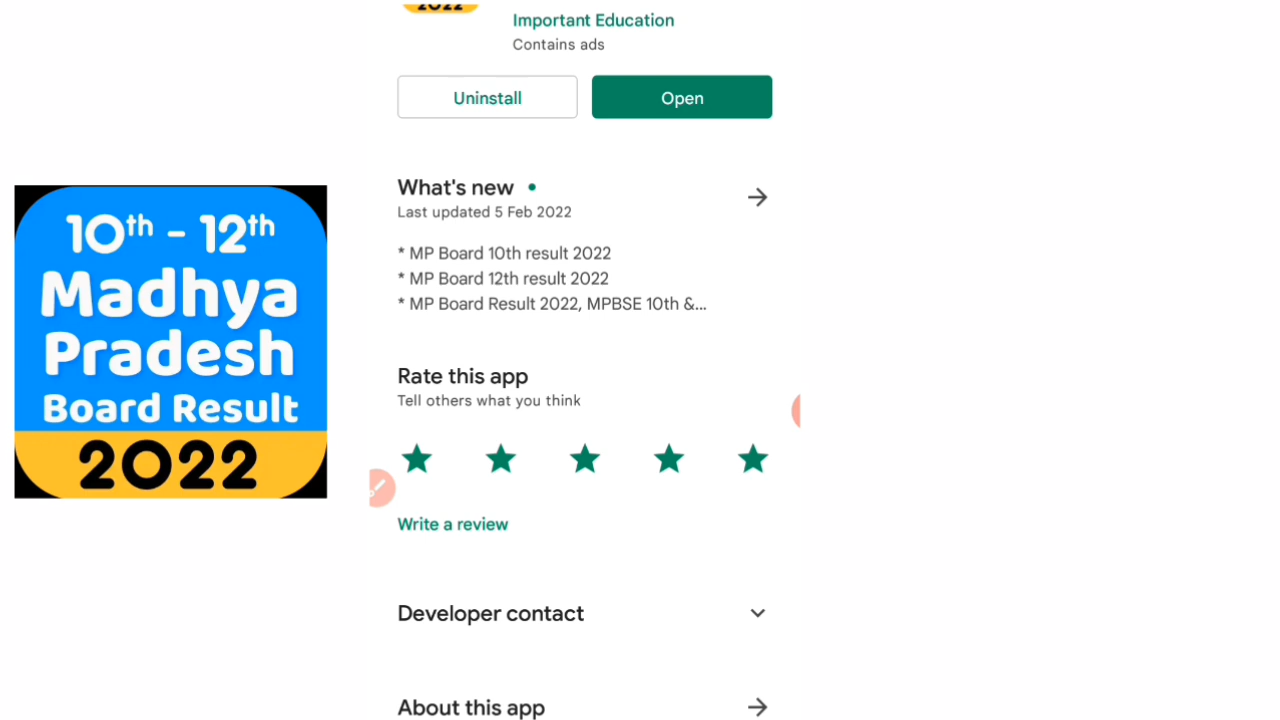 10th - 12th
Madhya
Pradesh
Board Result
2022
Important Education
Contains ads
Uninstall
Open
What's new
Last updated 5 Feb 2022
* MP Board 10th result 2022
* MP Board 12th result 2022
* MP Board Result 2022, MPBSE 10th &...
Rate this app
Tell others what you think
Write a review
Developer contact
About this app